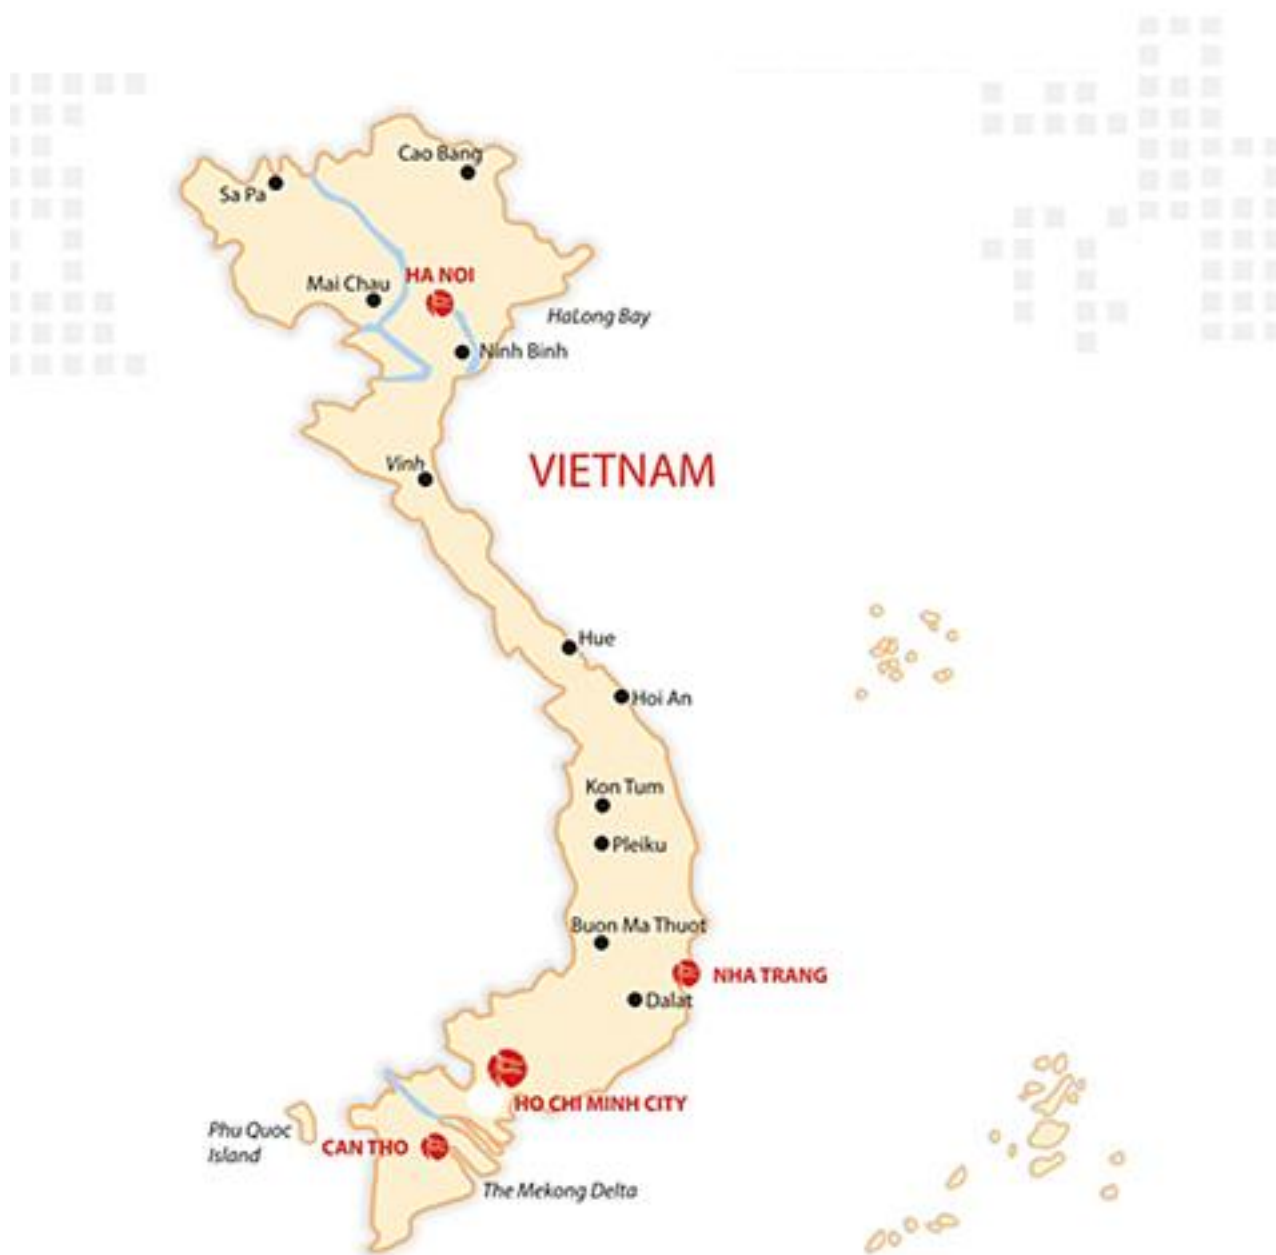 Cao Bang
Sa Pa
HA NOI
Mai Chau
HaLong Bay
Ninh Binh
VIETNAM
Vinh
Hue
Hoi An
Kon Tum
Pleiku
Buon Ma Thuot
NHA TRANG
Dalat
HO CHI MINH CITY
Phu Quoc
Island
CAN THO
The Mekong Delta